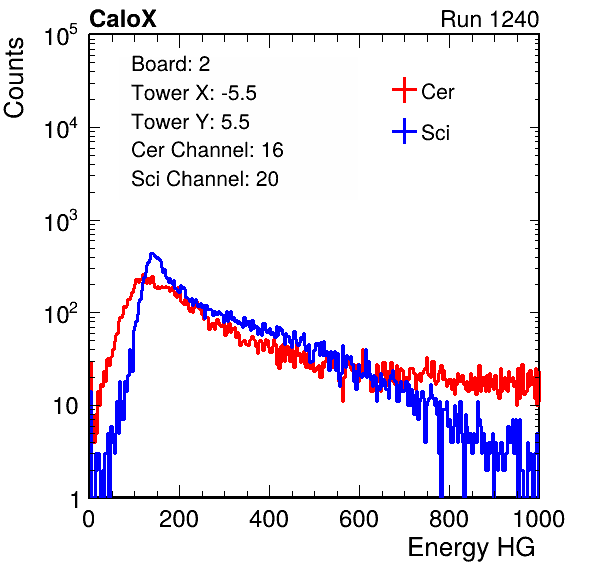 CaloX Run 1240
Counts
10^5
10^4
10^3
10^2
10
1
Board: 2
Tower X: -5.5
Tower Y: 5.5
Cer Channel: 16
Sci Channel: 20
Cer
Sci
0 200 400 600 800 1000
Energy HG